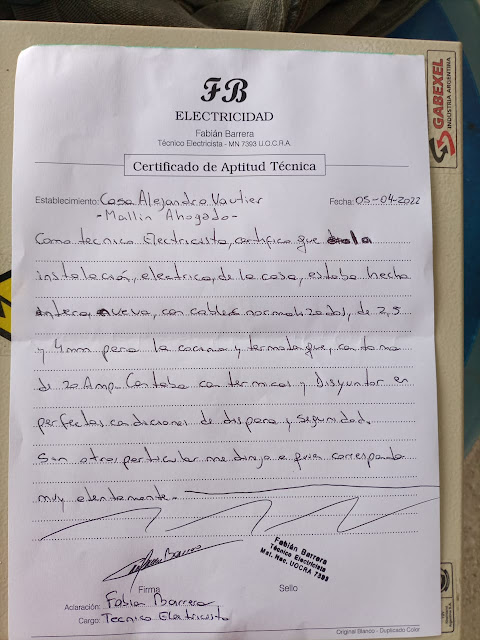 FB
ELECTRICIDAD
Fabián Barrera
Técnico Electricista - MN 7393 U.O.C.R.A.
Certificado de Aptitud Técnica
Establecimiento: Casa Alejandro Vautier Fecha: 05-04-2022
- Mallin Ahogado -
Como tecnico Electricista, certifico que la
instalación, electrica, de la casa, estaba hecha
entera, nueva, con cables normalizados, de 2,5
y 4mm para la cocina y termotanque, con toma
de 20 Amp. Contaba con termicas y Disyuntor en
perfectas condiciones de disparo y seguridad.
Sin otro particular me dirijo a quien corresponda
muy atentamente.
Fabian Barrera
Firma Sello
Fabián Barrera
Técnico Electricista
Mat. Nac. UOCRA 7393
Aclaración: Fabian Barrera
Cargo: Tecnico Electricista
Original Blanco - Duplicado Color
GABEXEL
INDUSTRIA ARGENTINA